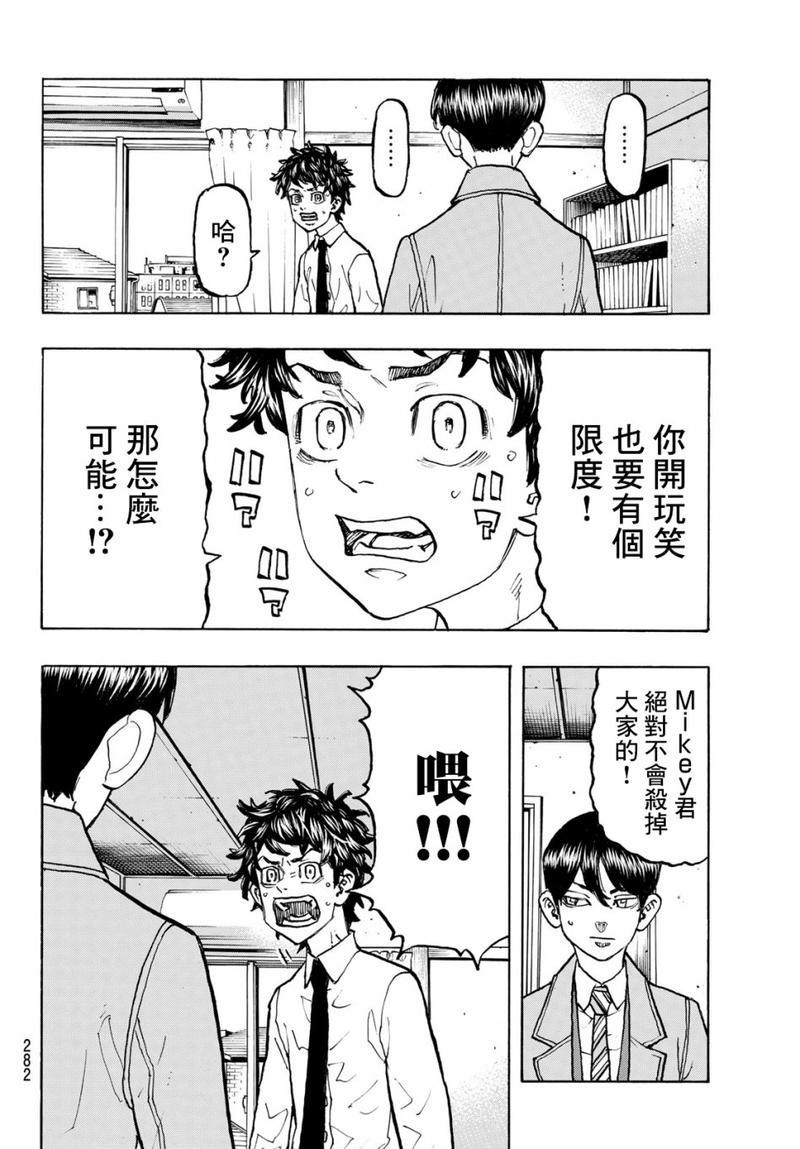 ……
……
哈？
你開玩笑
也要有個
限度！
那怎麼
可能…!?
Mikey君
絕對不會殺掉
大家的！
喂
!!!
282